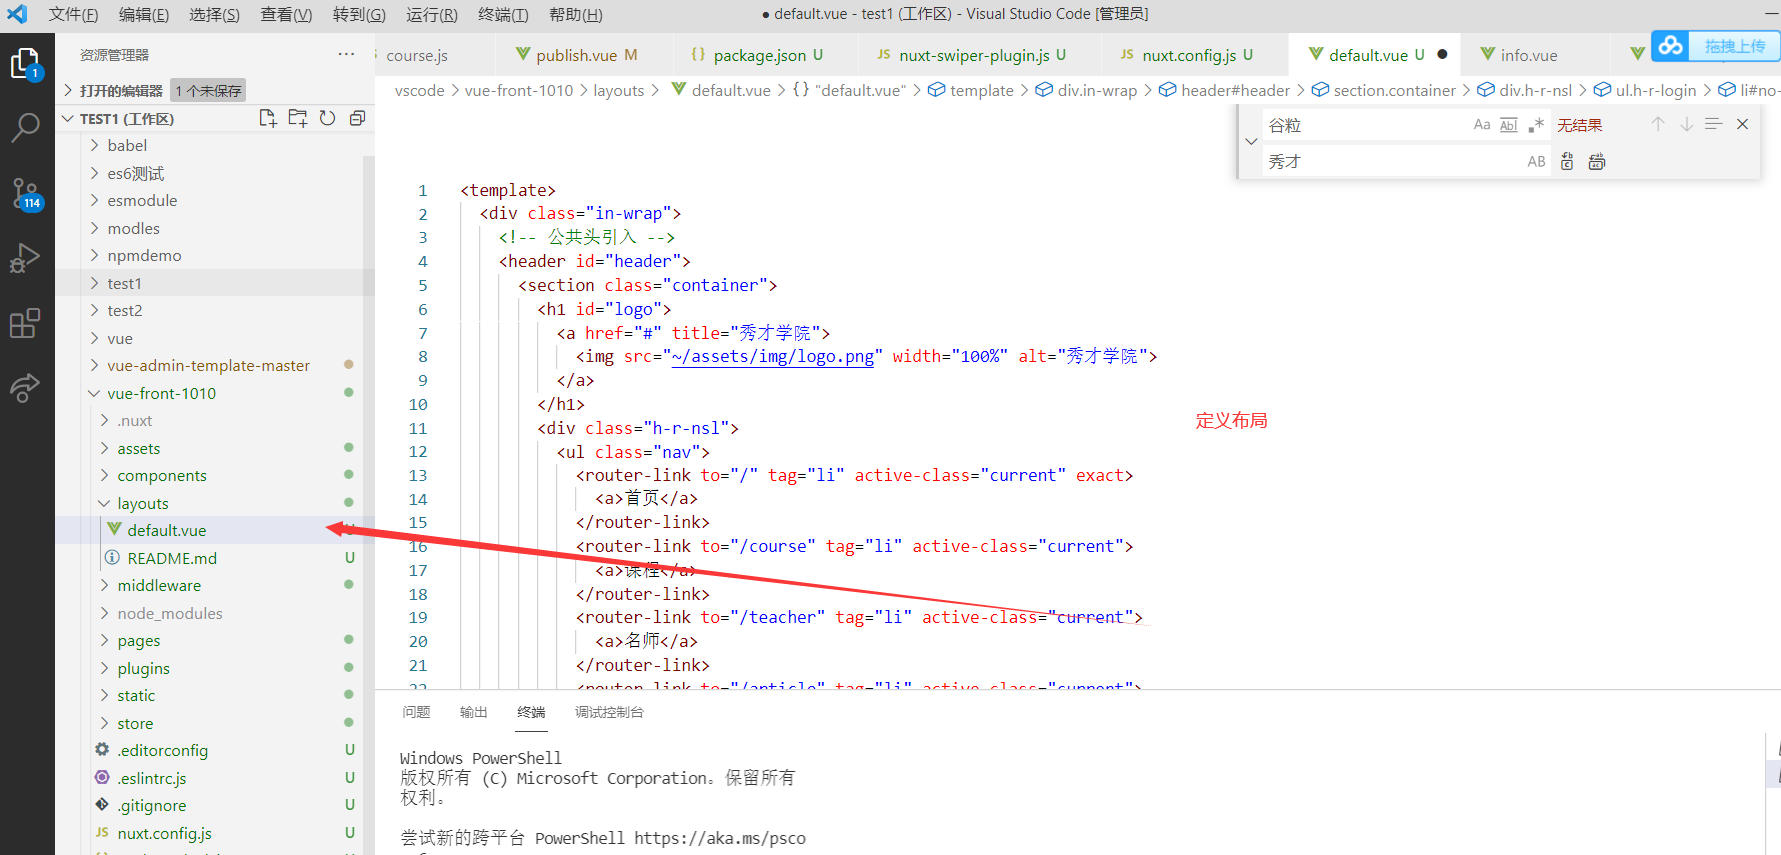 文件(F) 编辑(E) 选择(S) 查看(V) 转到(G) 运行(R) 终端(T) 帮助(H) ● default.vue - test1 (工作区) - Visual Studio Code [管理员]
资源管理器 ···
course.js publish.vue M {} package.json U JS nuxt-swiper-plugin.js U JS nuxt.config.js U default.vue U ● info.vue 拖拽上传
1
打开的编辑器 1 个未保存
vscode > vue-front-1010 > layouts > default.vue > {} "default.vue" > template > div.in-wrap > header#header > section.container > div.h-r-nsl > ul.h-r-login > li#no-
TEST1 (工作区)
谷粒 Aa Abl .* 无结果
秀才 AB
babel
es6测试
esmodule
114
modles
npmdemo
test1
test2
vue
vue-admin-template-master
vue-front-1010
.nuxt
assets
components
layouts
default.vue
README.md U
middleware
node_modules
pages
plugins
static
store
.editorconfig U
.eslintrc.js U
.gitignore U
JS nuxt.config.js U
1 <template>
2 <div class="in-wrap">
3 <!-- 公共头引入 -->
4 <header id="header">
5 <section class="container">
6 <h1 id="logo">
7 <a href="#" title="秀才学院">
8 <img src="~/assets/img/logo.png" width="100%" alt="秀才学院">
9 </a>
10 </h1>
11 <div class="h-r-nsl">
12 <ul class="nav">
13 <router-link to="/" tag="li" active-class="current" exact>
14 <a>首页</a>
15 </router-link>
16 <router-link to="/course" tag="li" active-class="current">
17 <a>课程</a>
18 </router-link>
19 <router-link to="/teacher" tag="li" active-class="current">
20 <a>名师</a>
21 </router-link>
22 <router-link to="/article" tag="li" active-class="current">
定义布局
问题 输出 终端 调试控制台
Windows PowerShell
版权所有 (C) Microsoft Corporation。保留所有
权利。
尝试新的跨平台 PowerShell https://aka.ms/psco